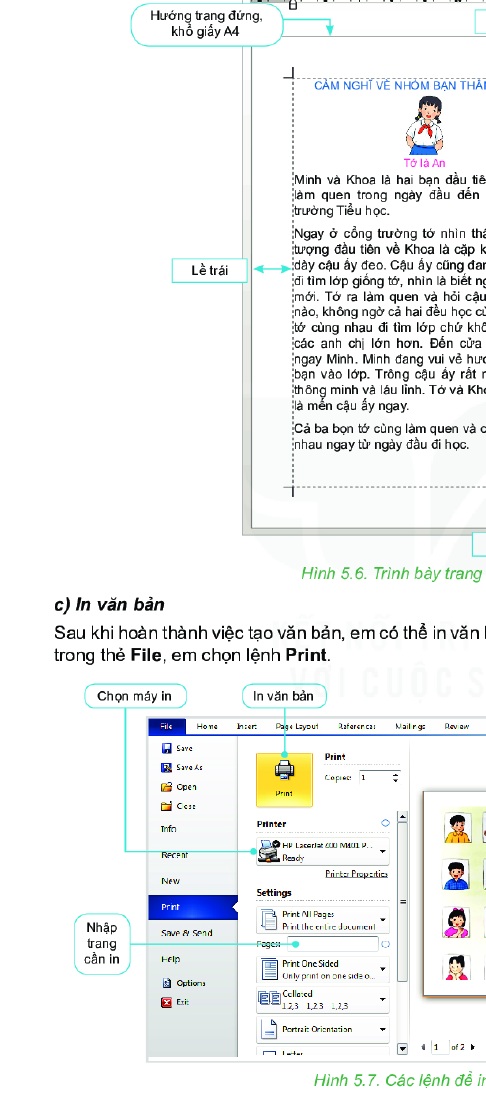 Hướng trang đứng,
khổ giấy A4
CẢM NGHĨ VỀ NHÓM BẠN THÂN
Tớ là An
Minh và Khoa là hai bạn đầu tiên
làm quen trong ngày đầu đến
trường Tiểu học.
Ngay ở cổng trường tớ nhìn
tượng đầu tiên về Khoa là cặp
dày cậu ấy đeo. Cậu ấy cũng
đi tìm lớp giống tớ, nhìn là biết
mới. Tớ ra làm quen và hỏi cậu
nào, không ngờ cả hai đều học
tớ cùng nhau đi tìm lớp chứ
các anh chị lớn hơn. Đến cửa
ngay Minh. Minh đang vui vẻ
bạn vào lớp. Trông cậu ấy rất
thông minh và láu lỉnh. Tớ và
là mến cậu ấy ngay.
Cả ba bọn tớ cùng làm quen và
nhau ngay từ ngày đầu đi học.
Lề trái
Hình 5.6. Trình bày trang
c) In văn bản
Sau khi hoàn thành việc tạo văn bản, em có thể in văn
trong thẻ File, em chọn lệnh Print.
Chọn máy in
In văn bản
File Home Insert Page Layout References Mailings Review
Save
Save As
Open
Close
Info
Recent
New
Print
Save & Send
Help
Options
Exit
Print
Print
Copies: 1
Printer
HP LaserJet 400 M401 P...
Ready
Printer Properties
Settings
Print All Pages
Print the entire document
Pages:
Print One Sided
Only print on one side o...
Collated
1,2,3 1,2,3 1,2,3
Portrait Orientation
Letter
1 of 2
Nhập
trang
cần in
Hình 5.7. Các lệnh để in